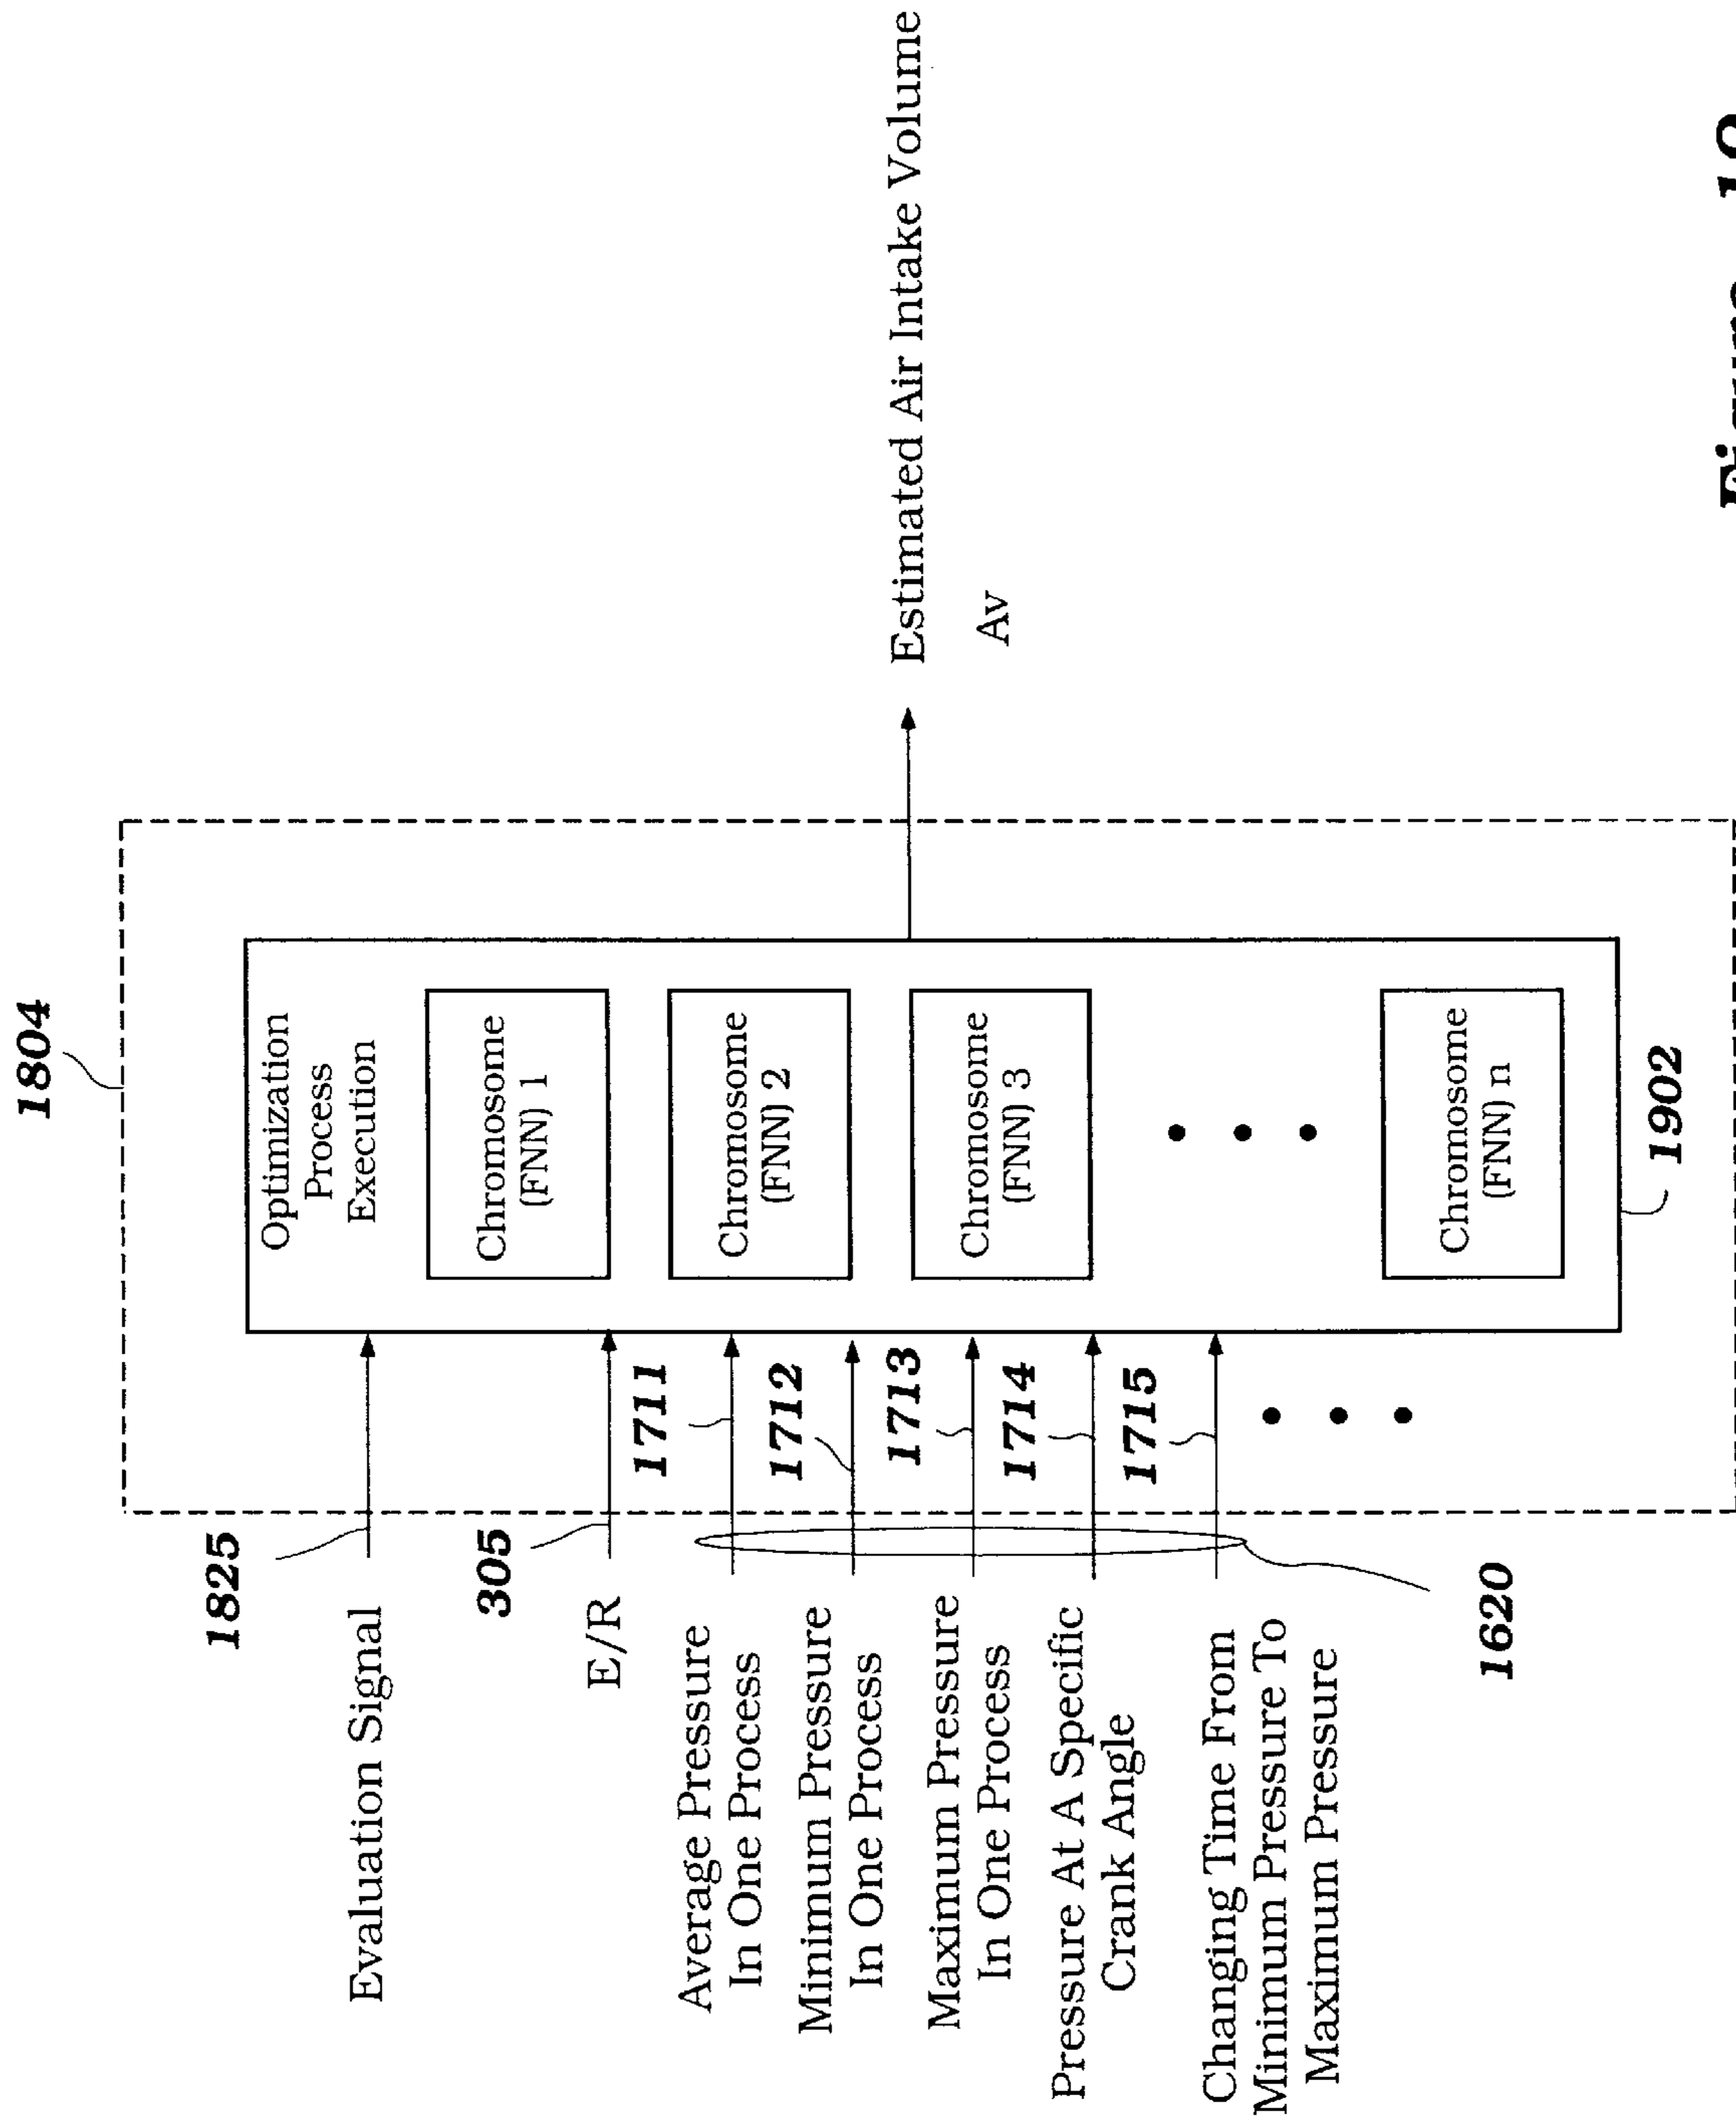 1804
1825
Evaluation Signal
305
E/R
1711
Average Pressure
In One Process
1712
Minimum Pressure
In One Process
1713
Maximum Pressure
In One Process
1714
Pressure At A Specific
Crank Angle
1715
Changing Time From
Minimum Pressure To
Maximum Pressure
1620
Optimization
Process
Execution
Chromosome
(FNN) 1
Chromosome
(FNN) 2
Chromosome
(FNN) 3
Chromosome
(FNN) n
1902
Estimated Air Intake Volume
Av